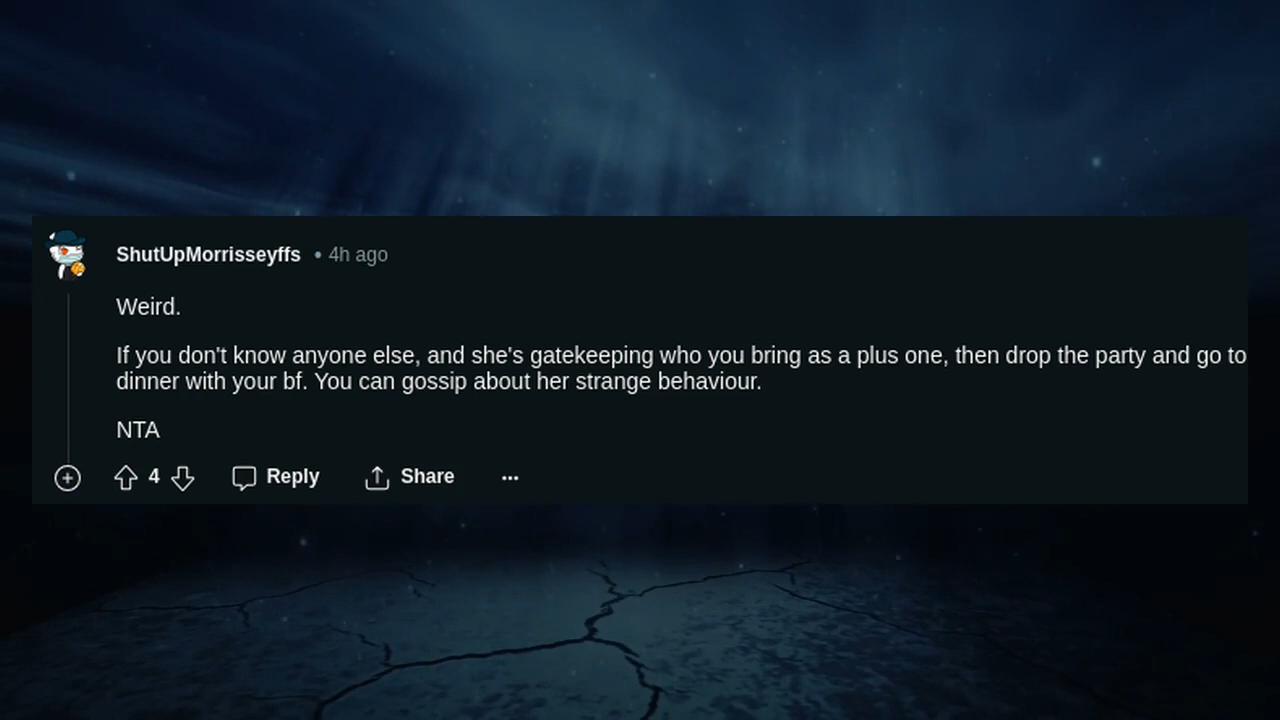 ShutUpMorrisseyffs • 4h ago
Weird.
If you don't know anyone else, and she's gatekeeping who you bring as a plus one, then drop the party and go to
dinner with your bf. You can gossip about her strange behaviour.
NTA
4 Reply Share ...